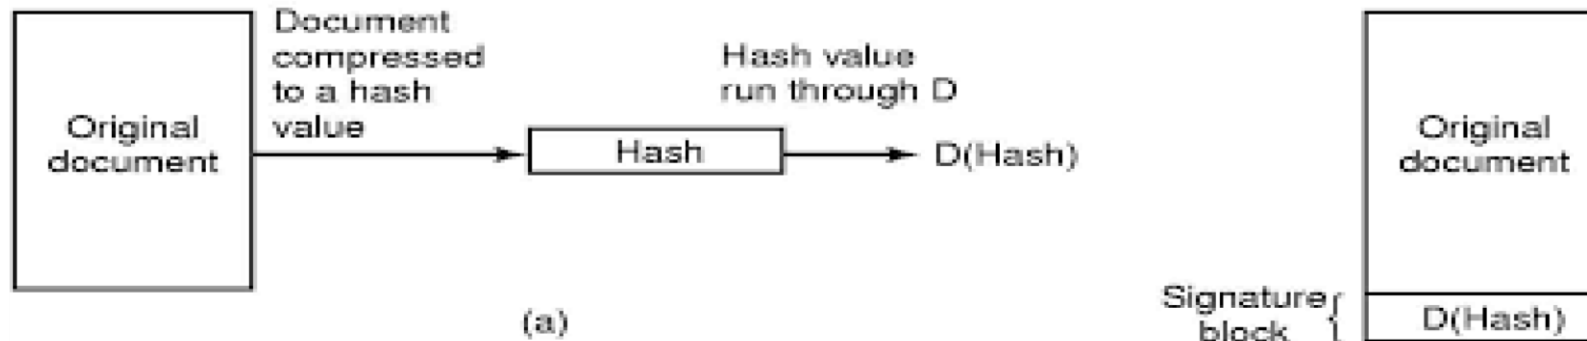 Original
document
Document
compressed
to a hash
value
Hash
Hash value
run through D
D(Hash)
(a)
Original
document
Signature
block
D(Hash)